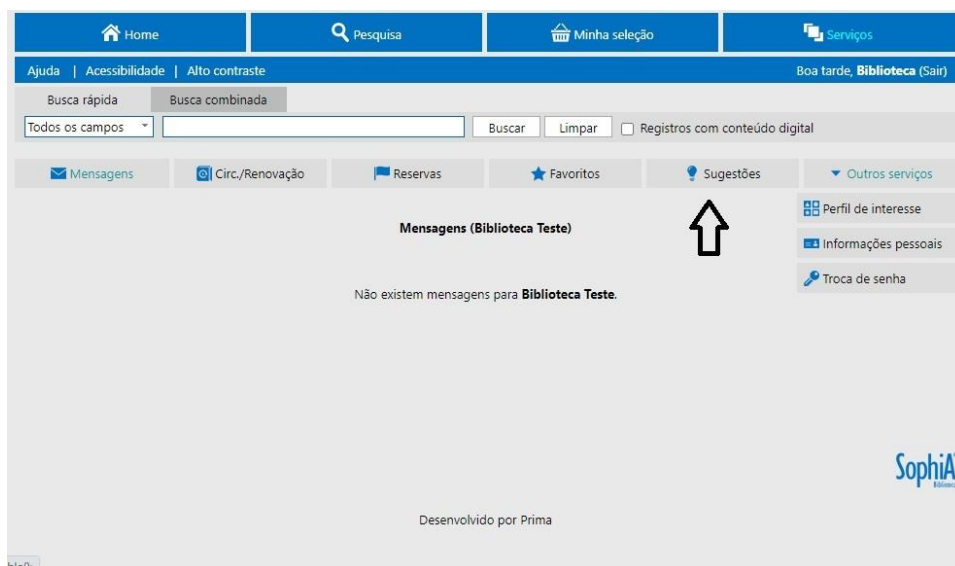 Home Pesquisa Minha seleção Serviços
Ajuda | Acessibilidade | Alto contraste Boa tarde, Biblioteca (Sair)
Busca rápida Busca combinada
Todos os campos Buscar Limpar Registros com conteúdo digital
Mensagens Circ./Renovação Reservas Favoritos Sugestões Outros serviços
Perfil de interesse
Mensagens (Biblioteca Teste)
Informações pessoais
Troca de senha
Não existem mensagens para Biblioteca Teste.
SophiA
Biblioteca
Desenvolvido por Prima